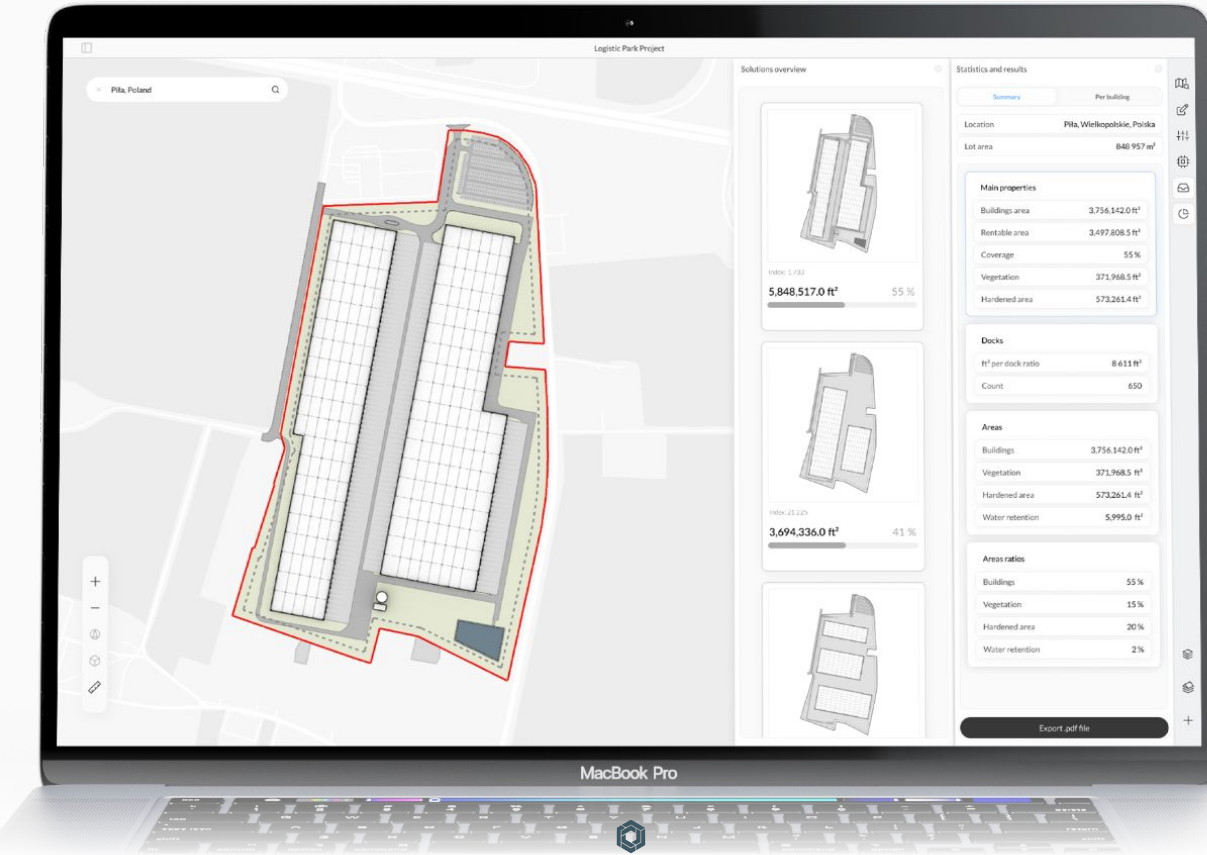 Logistic Park Project
Piła, Poland
Solutions overview
Index: 1 733
5,848,517.0 ft² 55 %
Index: 21 225
3,694,336.0 ft² 41 %
Statistics and results
Summary Per building
Location Piła, Wielkopolskie, Polska
Lot area 848 957 m²
Main properties
Buildings area 3,756,142.0 ft²
Rentable area 3,497,808.5 ft²
Coverage 55 %
Vegetation 371,968.5 ft²
Hardened area 573,261.4 ft²
Docks
ft² per dock ratio 8 611 ft²
Count 650
Areas
Buildings 3,756,142.0 ft²
Vegetation 371,968.5 ft²
Hardened area 573,261.4 ft²
Water retention 5,995.0 ft²
Areas ratios
Buildings 55 %
Vegetation 15 %
Hardened area 20 %
Water retention 2 %
Export .pdf file
MacBook Pro